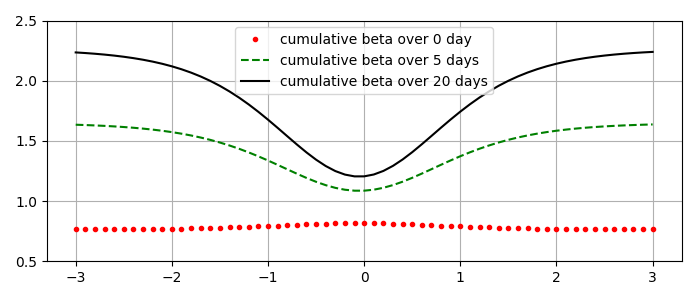 2.5
2.0
1.5
1.0
0.5
cumulative beta over 0 day
cumulative beta over 5 days
cumulative beta over 20 days
−3 −2 −1 0 1 2 3